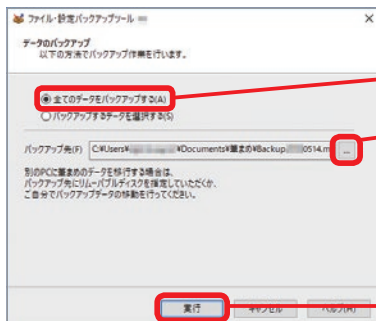 ファイル・設定バックアップツール
データのバックアップ
以下の方法でバックアップ作業を行います。
全てのデータをバックアップする(A)
バックアップするデータを選択する(S)
バックアップ先(F) C:¥Users¥ ¥Documents¥筆まめ¥Backup 0514.m ...
別のPCに筆まめのデータを移行する場合は、
バックアップ先にリムーバブルディスクを指定していただくか、
ご自分でバックアップデータの移動を行ってください。
実行 キャンセル ヘルプ(H)